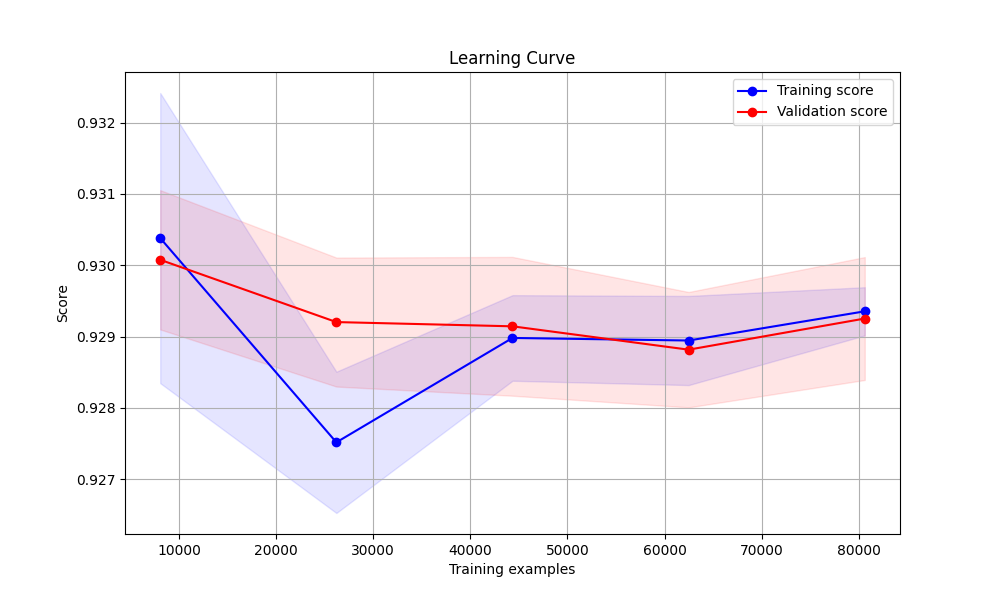 Learning Curve
Training score
Validation score
0.932
0.931
0.930
0.929
0.928
0.927
Score
10000 20000 30000 40000 50000 60000 70000 80000
Training examples